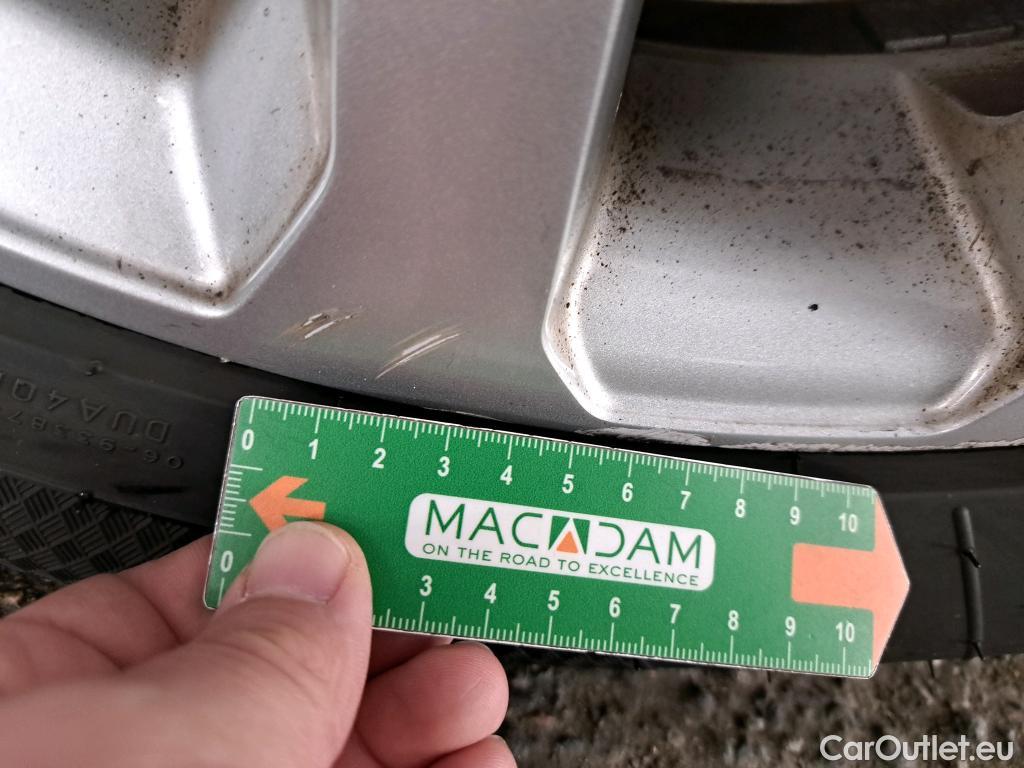 DUA4Q
0 1 2 3 4 5 6 7 8 9 10
MACADAM
ON THE ROAD TO EXCELLENCE
0 3 4 5 6 7 8 9 10
CarOutlet.eu